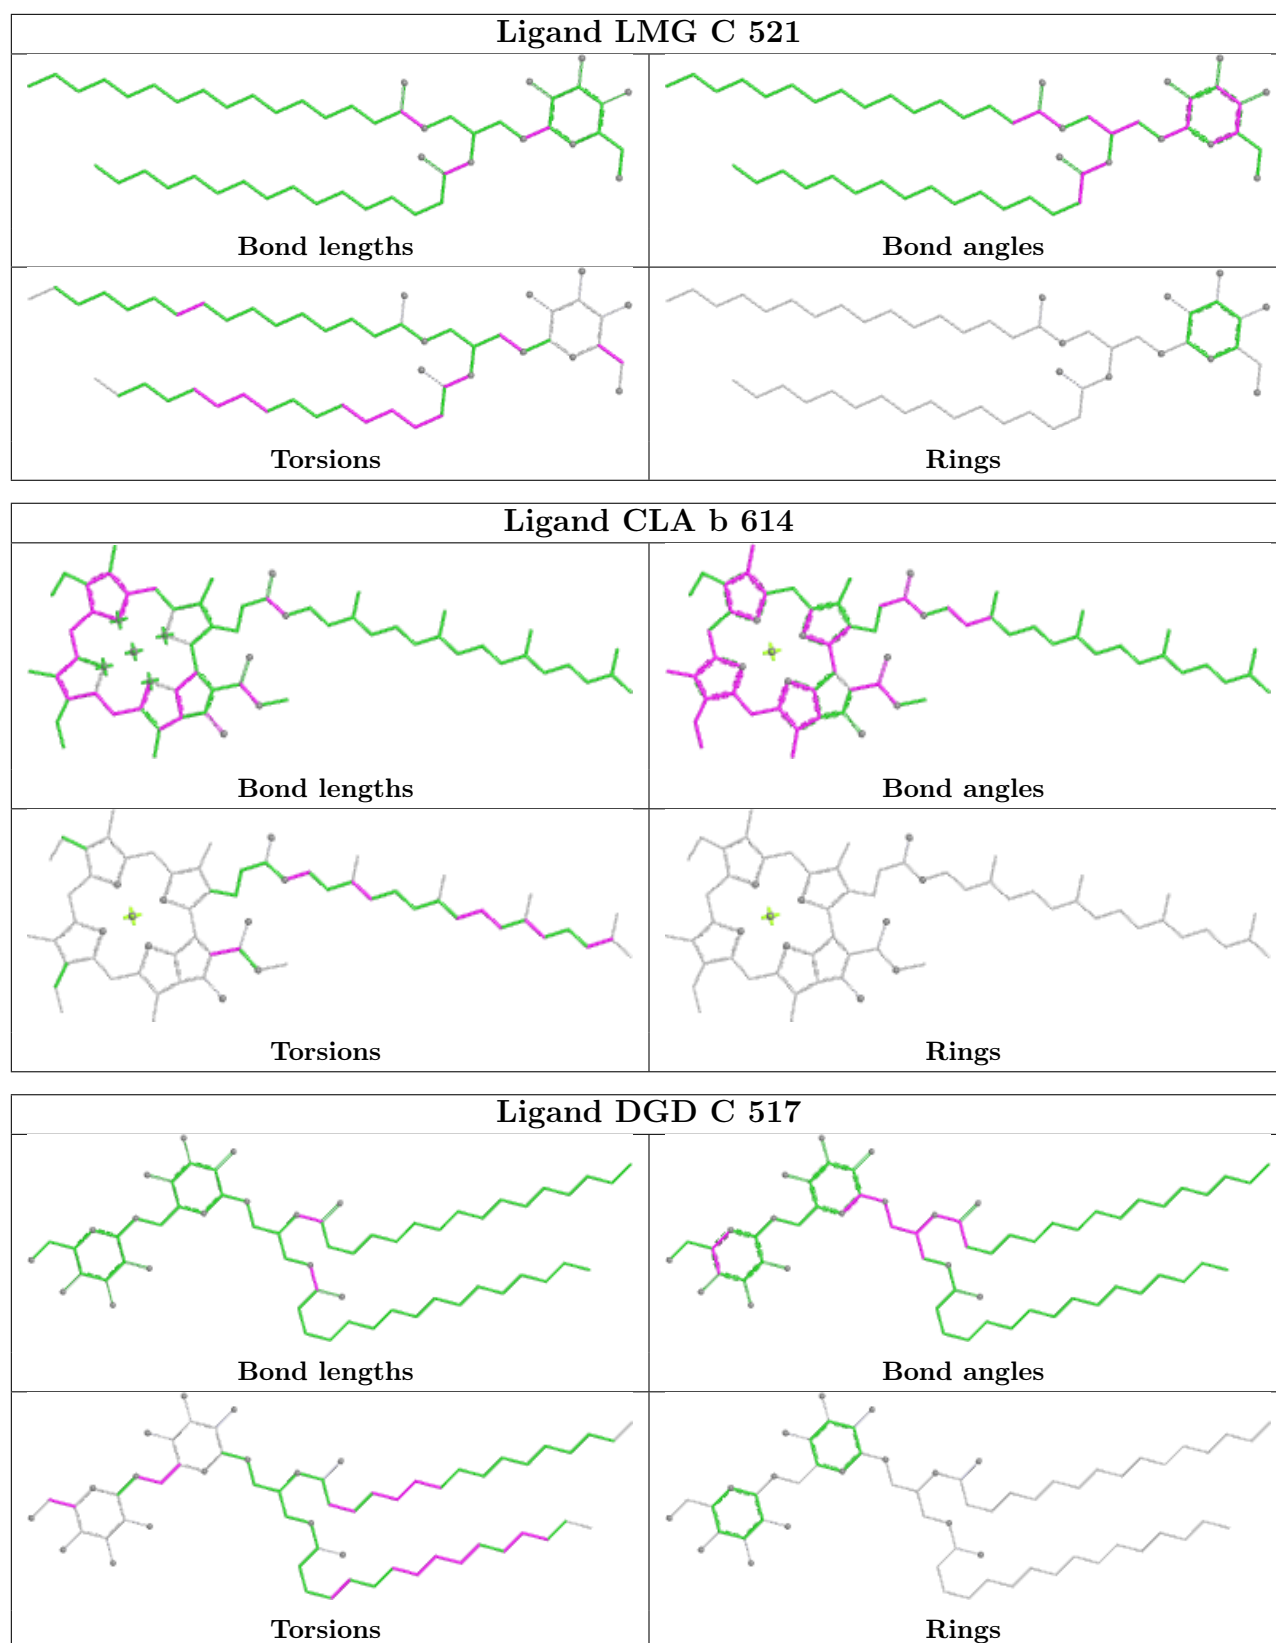 Ligand LMG C 521
Bond lengths
Bond angles
Torsions
Rings
Ligand CLA b 614
Bond lengths
Bond angles
Torsions
Rings
Ligand DGD C 517
Bond lengths
Bond angles
Torsions
Rings